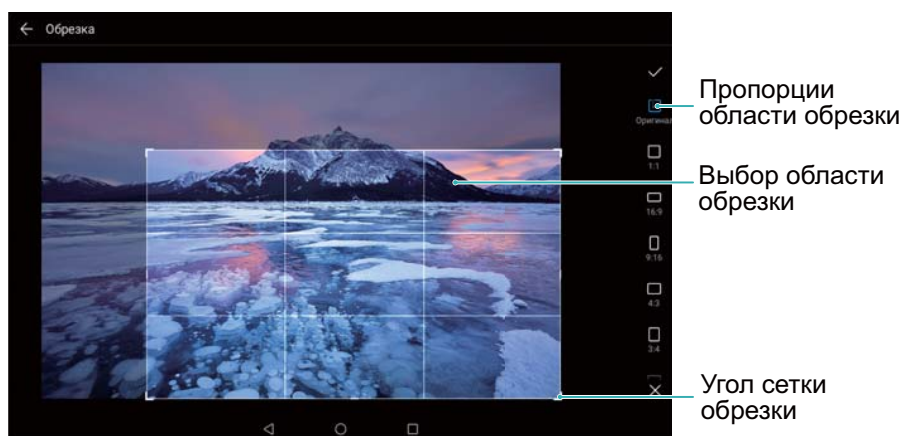 Обрезка
Оригинал
1:1
16:9
9:16
4:3
3:4
Пропорции
области обрезки
Выбор области
обрезки
Угол сетки
обрезки